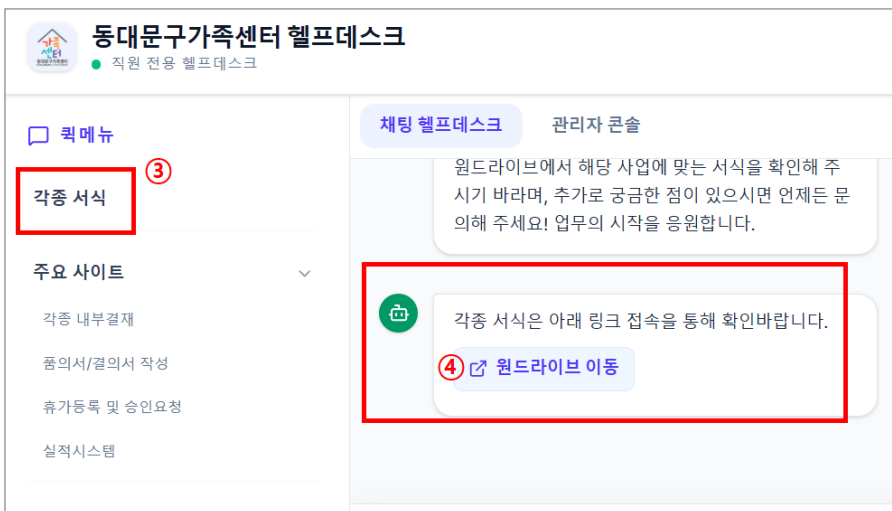 가족
센터
동대문구가족센터 헬프데스크
직원 전용 헬프데스크
퀵메뉴
③
각종 서식
주요 사이트
각종 내부결재
품의서/결의서 작성
휴가등록 및 승인요청
실적시스템
채팅 헬프데스크
관리자 콘솔
원드라이브에서 해당 사업에 맞는 서식을 확인해 주
시기 바라며, 추가로 궁금한 점이 있으시면 언제든 문
의해 주세요! 업무의 시작을 응원합니다.
각종 서식은 아래 링크 접속을 통해 확인바랍니다.
④ 원드라이브 이동